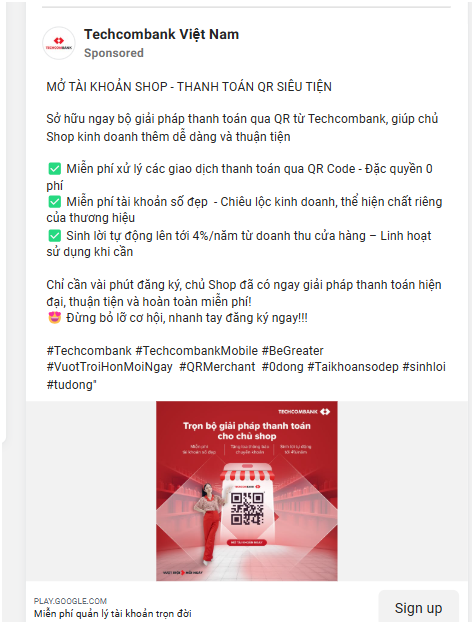 Techcombank Việt Nam
Sponsored
MỞ TÀI KHOẢN SHOP - THANH TOÁN QR SIÊU TIỆN
Sở hữu ngay bộ giải pháp thanh toán qua QR từ Techcombank, giúp chủ
Shop kinh doanh thêm dễ dàng và thuận tiện
✅ Miễn phí xử lý các giao dịch thanh toán qua QR Code - Đặc quyền 0
phí
✅ Miễn phí tài khoản số đẹp - Chiêu lộc kinh doanh, thể hiện chất riêng
của thương hiệu
✅ Sinh lời tự động lên tới 4%/năm từ doanh thu cửa hàng – Linh hoạt
sử dụng khi cần
Chỉ cần vài phút đăng ký, chủ Shop đã có ngay giải pháp thanh toán hiện
đại, thuận tiện và hoàn toàn miễn phí!
😍 Đừng bỏ lỡ cơ hội, nhanh tay đăng ký ngay!!!
#Techcombank #TechcombankMobile #BeGreater
#VuotTroiHonMoiNgay #QRMerchant #0dong #Taikhoansodep #sinhloi
#tudong"
TECHCOMBANK
Trọn bộ giải pháp thanh toán
cho chủ shop
Miễn phí
tài khoản số đẹp
TECHCOMBANK
PLAY.GOOGLE.COM
Miễn phí quản lý tài khoản trọn đời
Sign up